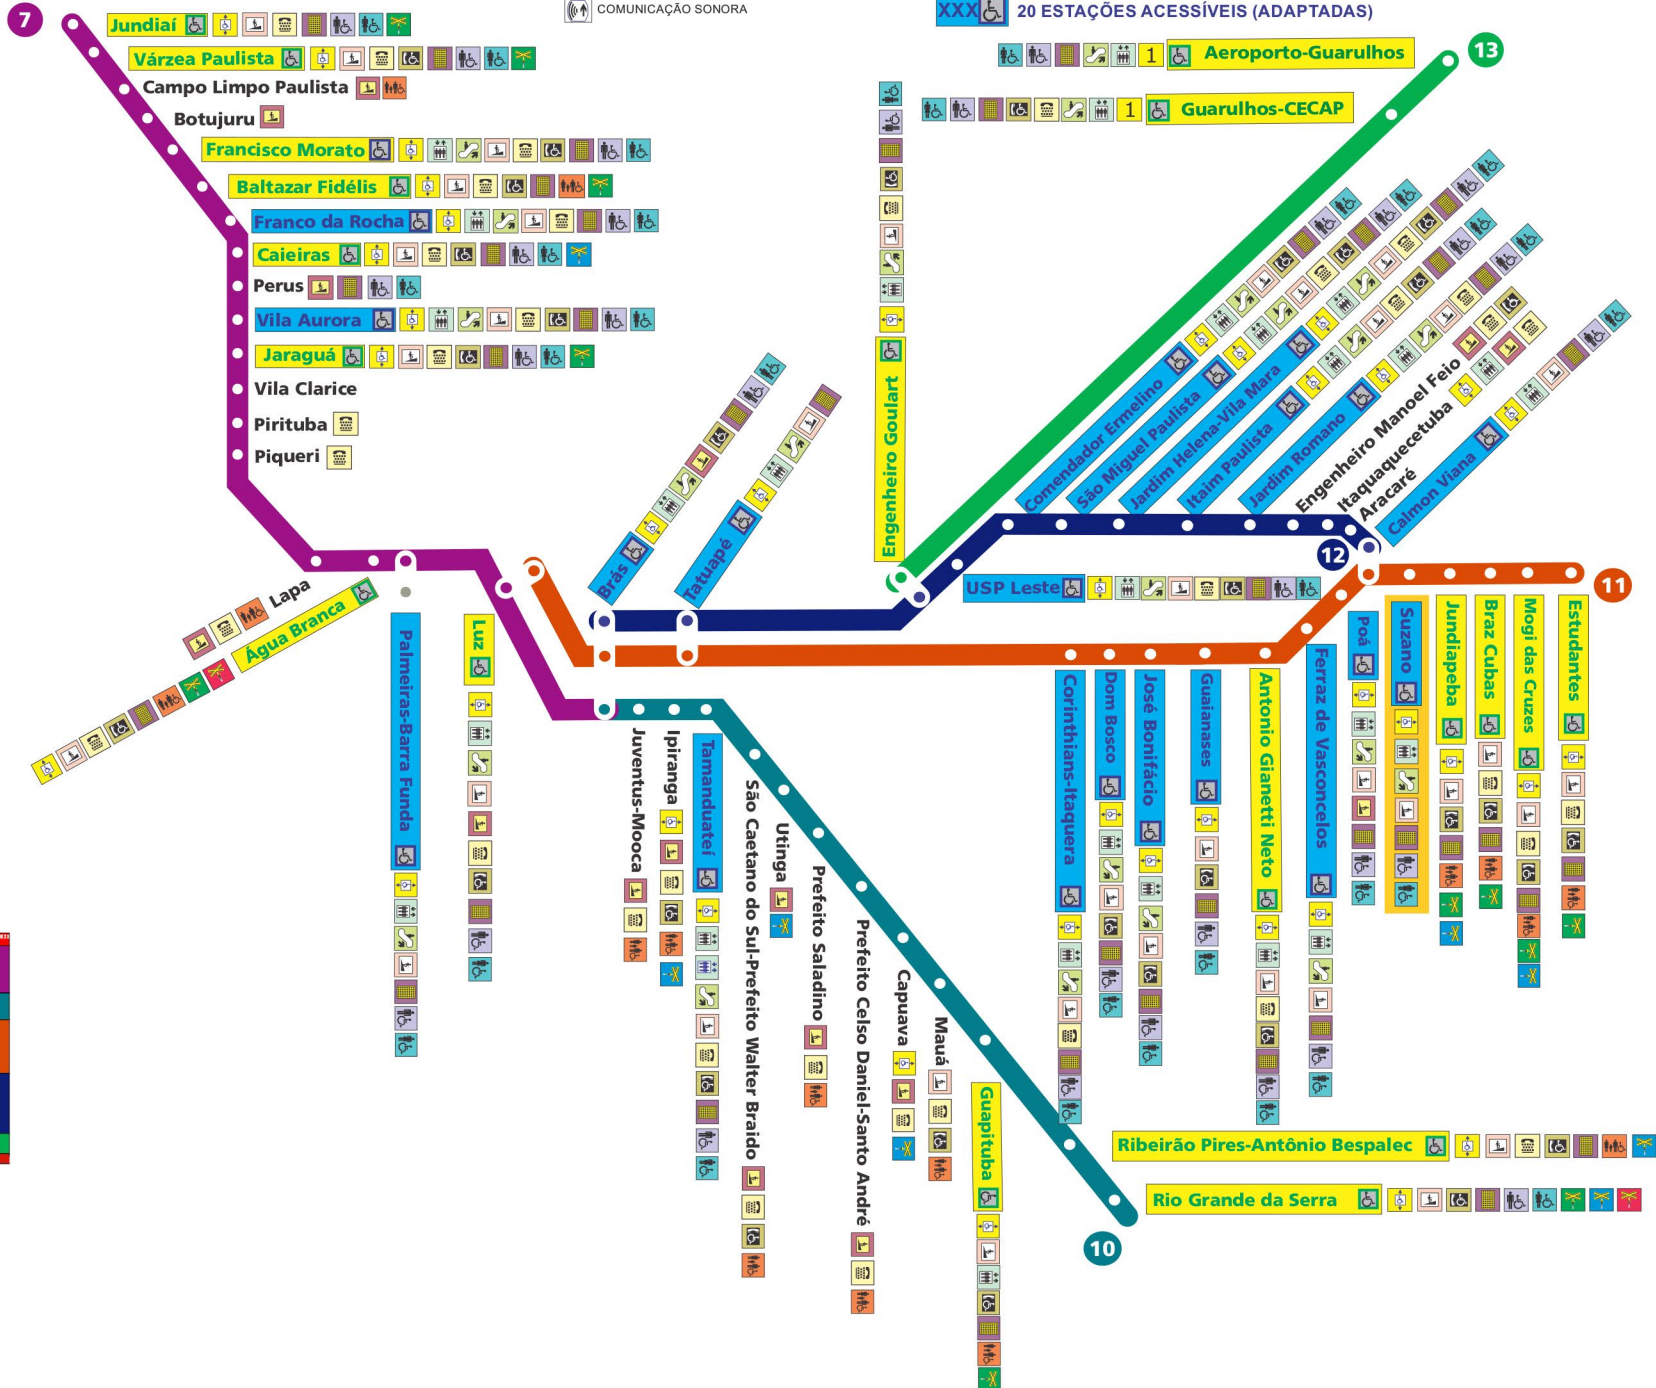 COMUNICAÇÃO SONORA
XXX
20 ESTAÇÕES ACESSÍVEIS (ADAPTADAS)
7
Jundiaí
Várzea Paulista
Campo Limpo Paulista
Botujuru
Francisco Morato
Baltazar Fidélis
Franco da Rocha
Caieiras
Perus
Vila Aurora
Jaraguá
Vila Clarice
Pirituba
Piqueri
Lapa
Água Branca
Palmeiras-Barra Funda
Luz
Brás
Tatuapé
Engenheiro Goulart
1
Aeroporto-Guarulhos
13
1
Guarulhos-CECAP
Comendador Ermelino
São Miguel Paulista
Jardim Helena-Vila Mara
Itaim Paulista
Jardim Romano
Engenheiro Manoel Feio
Itaquaquecetuba
Aracaré
Calmon Viana
12
USP Leste
11
Corinthians-Itaquera
Dom Bosco
José Bonifácio
Guaianases
Antonio Gianetti Neto
Ferraz de Vasconcelos
Poá
Suzano
Jundiapeba
Braz Cubas
Mogi das Cruzes
Estudantes
Juventus-Mooca
Ipiranga
Tamanduateí
São Caetano do Sul-Prefeito Walter Braido
Utinga
Prefeito Saladino
Prefeito Celso Daniel-Santo André
Capuava
Mauá
Guapituba
Ribeirão Pires-Antônio Bespalec
Rio Grande da Serra
10